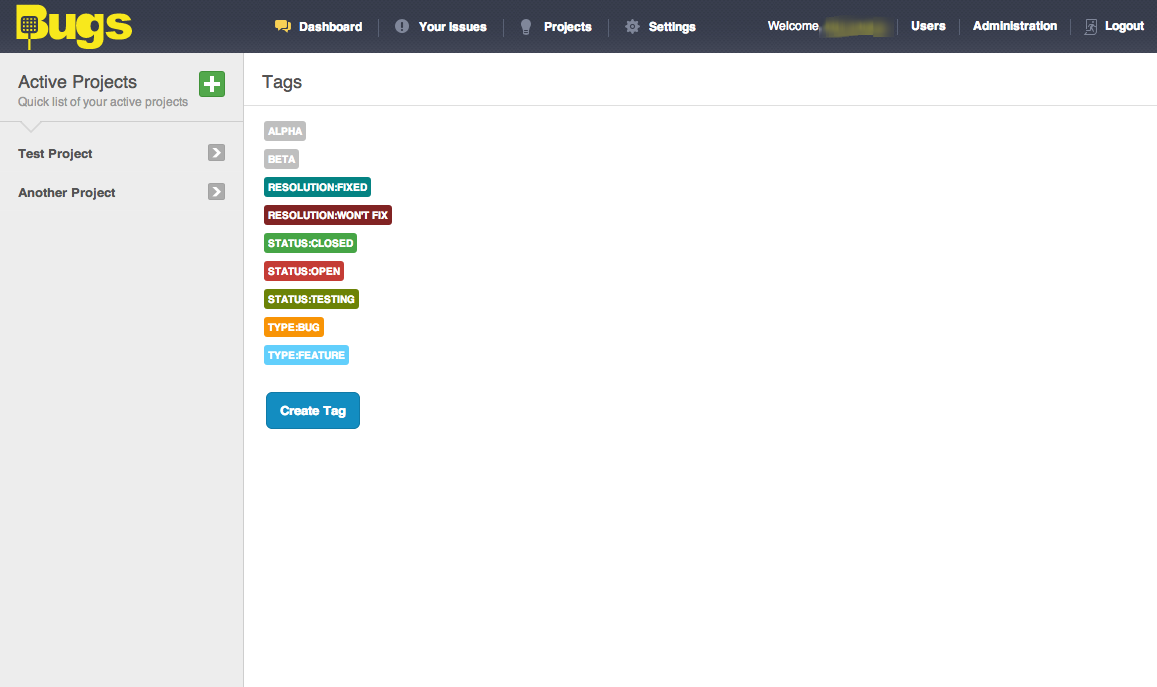 Bugs
Dashboard
Your Issues
Projects
Settings
Welcome,
Users
Administration
Logout
Active Projects
Quick list of your active projects
Test Project
Another Project
Tags
ALPHA
BETA
RESOLUTION:FIXED
RESOLUTION:WON'T FIX
STATUS:CLOSED
STATUS:OPEN
STATUS:TESTING
TYPE:BUG
TYPE:FEATURE
Create Tag